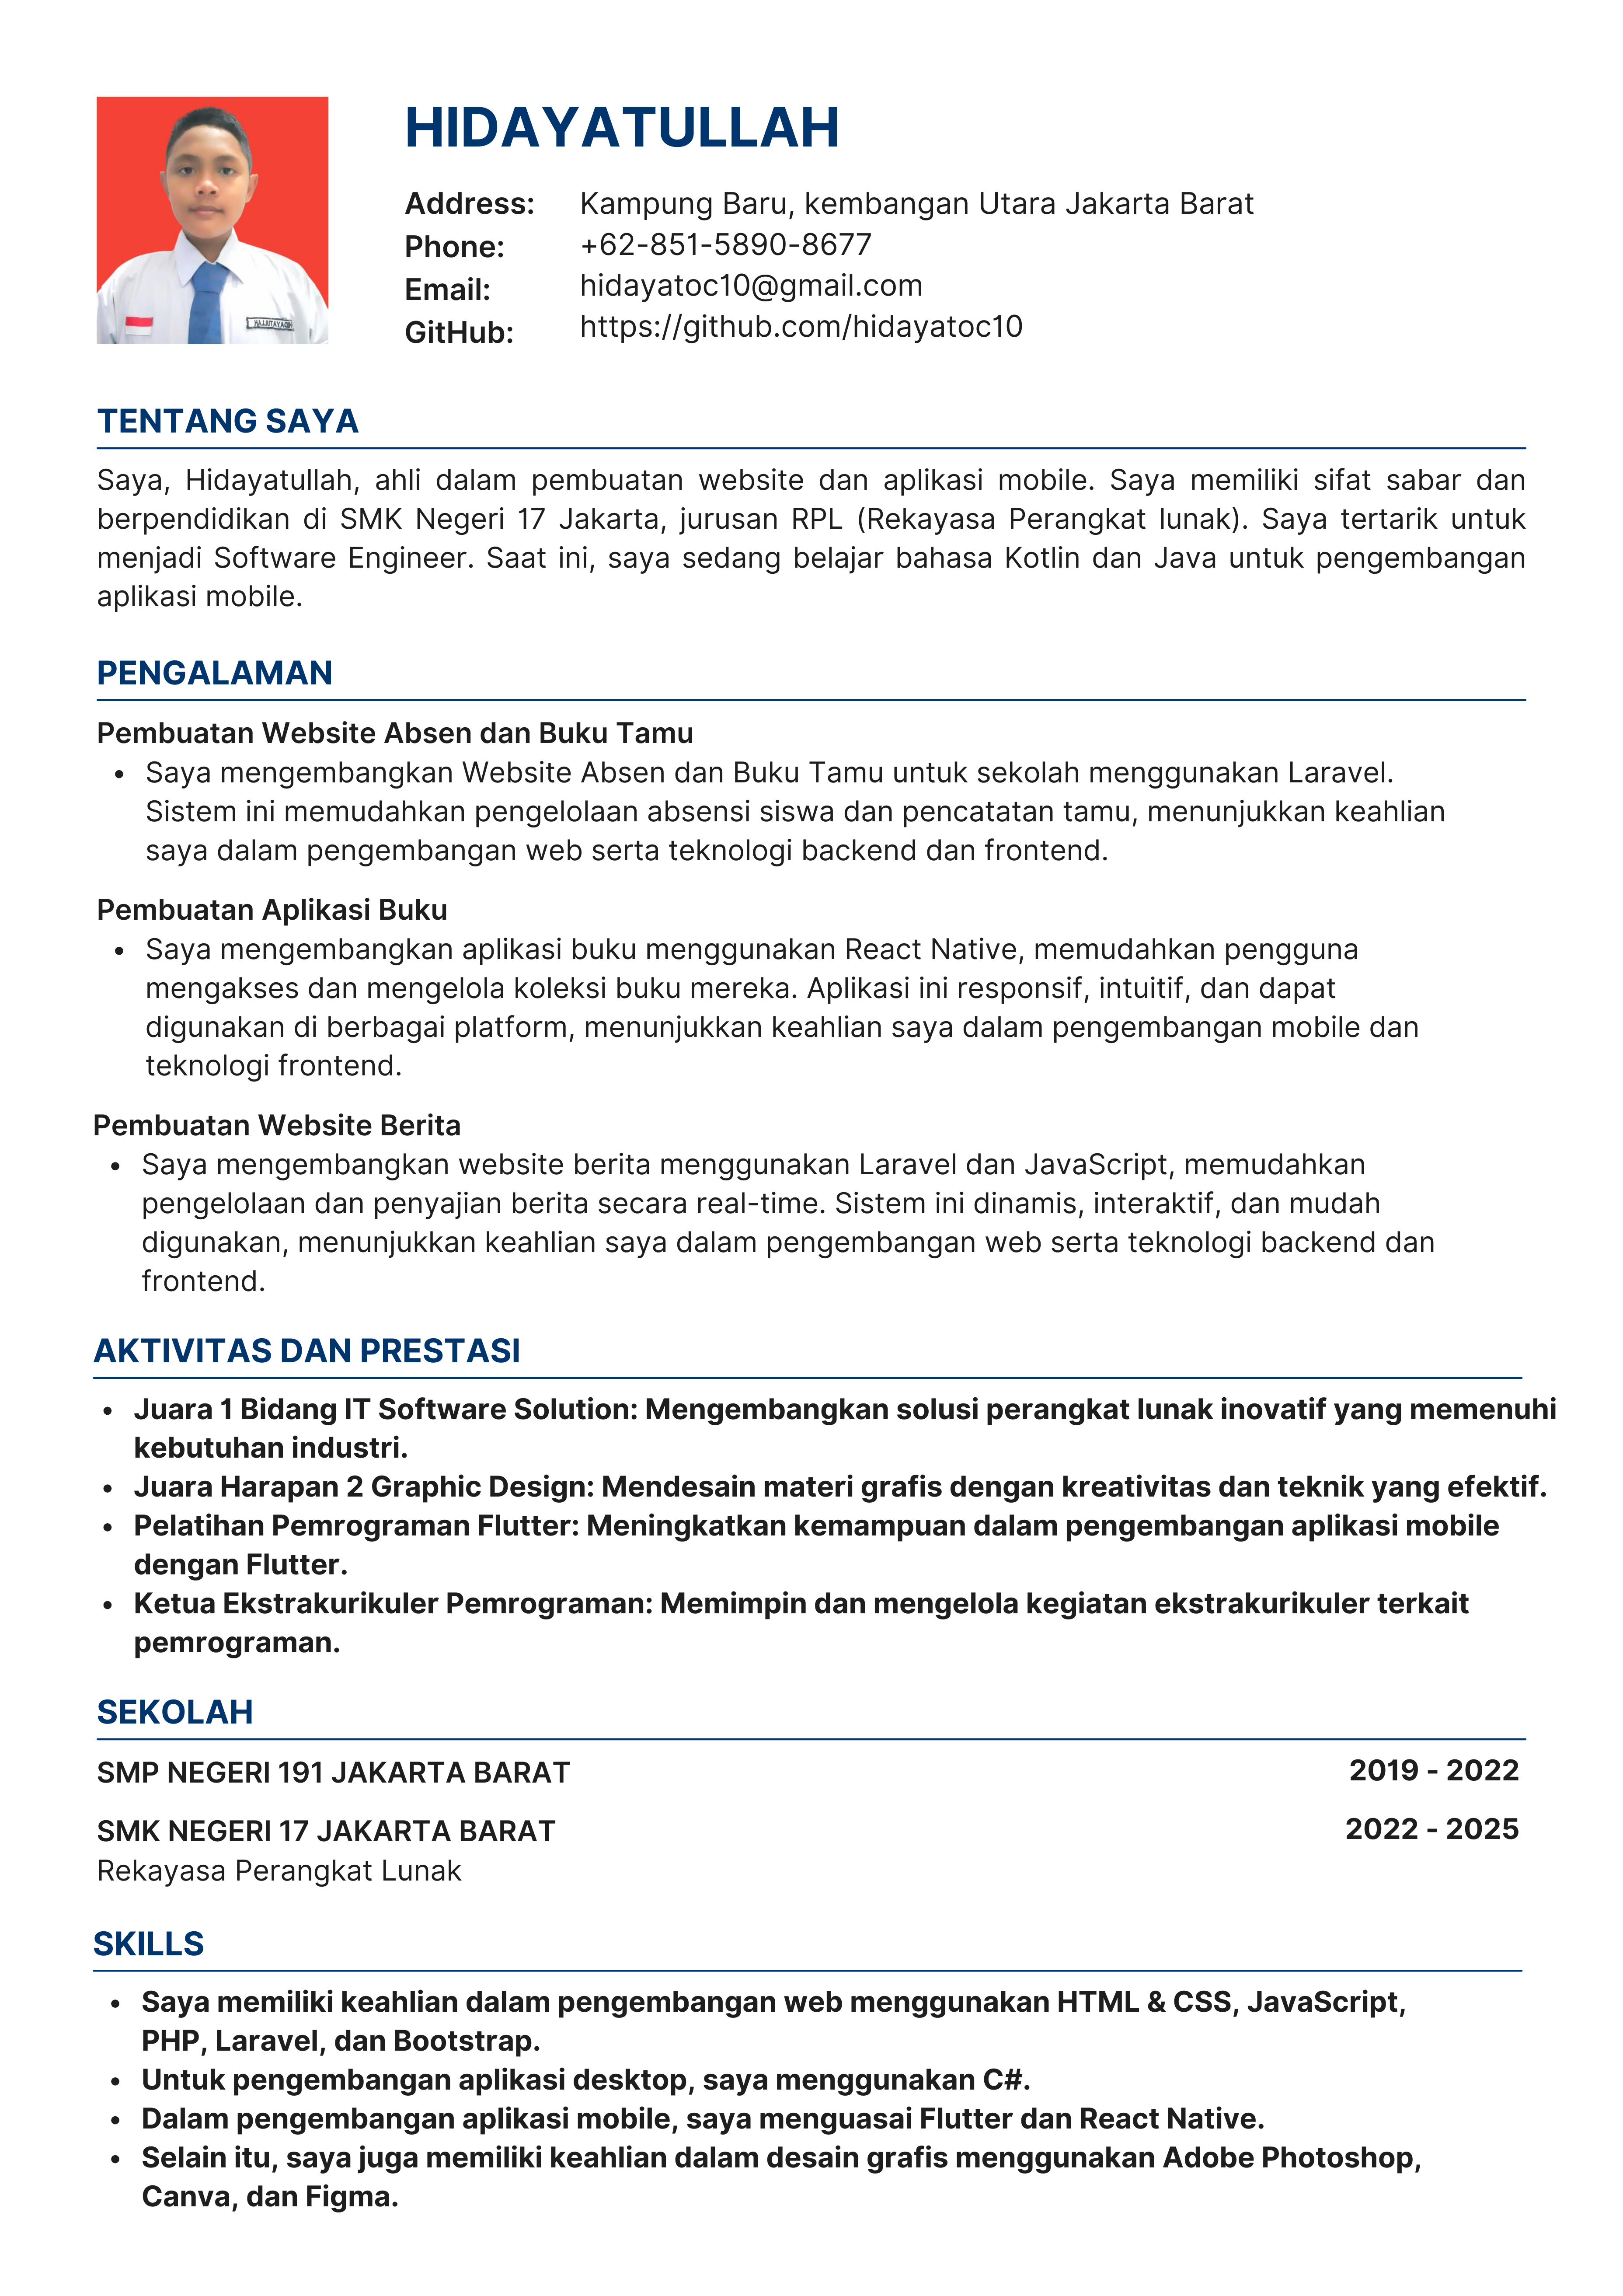 HIDAYATULLAH
Address: Kampung Baru, kembangan Utara Jakarta Barat
Phone: +62-851-5890-8677
Email: hidayatoc10@gmail.com
GitHub: https://github.com/hidayatoc10
TENTANG SAYA
Saya, Hidayatullah, ahli dalam pembuatan website dan aplikasi mobile. Saya memiliki sifat sabar dan
berpendidikan di SMK Negeri 17 Jakarta, jurusan RPL (Rekayasa Perangkat lunak). Saya tertarik untuk
menjadi Software Engineer. Saat ini, saya sedang belajar bahasa Kotlin dan Java untuk pengembangan
aplikasi mobile.
PENGALAMAN
Pembuatan Website Absen dan Buku Tamu
• Saya mengembangkan Website Absen dan Buku Tamu untuk sekolah menggunakan Laravel.
Sistem ini memudahkan pengelolaan absensi siswa dan pencatatan tamu, menunjukkan keahlian
saya dalam pengembangan web serta teknologi backend dan frontend.
Pembuatan Aplikasi Buku
• Saya mengembangkan aplikasi buku menggunakan React Native, memudahkan pengguna
mengakses dan mengelola koleksi buku mereka. Aplikasi ini responsif, intuitif, dan dapat
digunakan di berbagai platform, menunjukkan keahlian saya dalam pengembangan mobile dan
teknologi frontend.
Pembuatan Website Berita
• Saya mengembangkan website berita menggunakan Laravel dan JavaScript, memudahkan
pengelolaan dan penyajian berita secara real-time. Sistem ini dinamis, interaktif, dan mudah
digunakan, menunjukkan keahlian saya dalam pengembangan web serta teknologi backend dan
frontend.
AKTIVITAS DAN PRESTASI
• Juara 1 Bidang IT Software Solution: Mengembangkan solusi perangkat lunak inovatif yang memenuhi
kebutuhan industri.
• Juara Harapan 2 Graphic Design: Mendesain materi grafis dengan kreativitas dan teknik yang efektif.
• Pelatihan Pemrograman Flutter: Meningkatkan kemampuan dalam pengembangan aplikasi mobile
dengan Flutter.
• Ketua Ekstrakurikuler Pemrograman: Memimpin dan mengelola kegiatan ekstrakurikuler terkait
pemrograman.
SEKOLAH
SMP NEGERI 191 JAKARTA BARAT 2019 - 2022
SMK NEGERI 17 JAKARTA BARAT 2022 - 2025
Rekayasa Perangkat Lunak
SKILLS
• Saya memiliki keahlian dalam pengembangan web menggunakan HTML & CSS, JavaScript,
PHP, Laravel, dan Bootstrap.
• Untuk pengembangan aplikasi desktop, saya menggunakan C#.
• Dalam pengembangan aplikasi mobile, saya menguasai Flutter dan React Native.
• Selain itu, saya juga memiliki keahlian dalam desain grafis menggunakan Adobe Photoshop,
Canva, dan Figma.